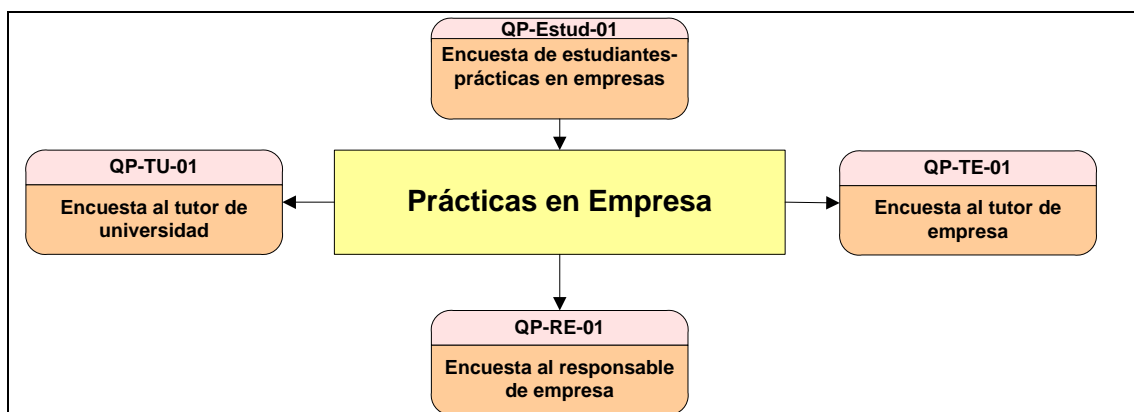 QP-Estud-01
Encuesta de estudiantes-
prácticas en empresas
QP-TU-01
Encuesta al tutor de
universidad
Prácticas en Empresa
QP-TE-01
Encuesta al tutor de
empresa
QP-RE-01
Encuesta al responsable
de empresa